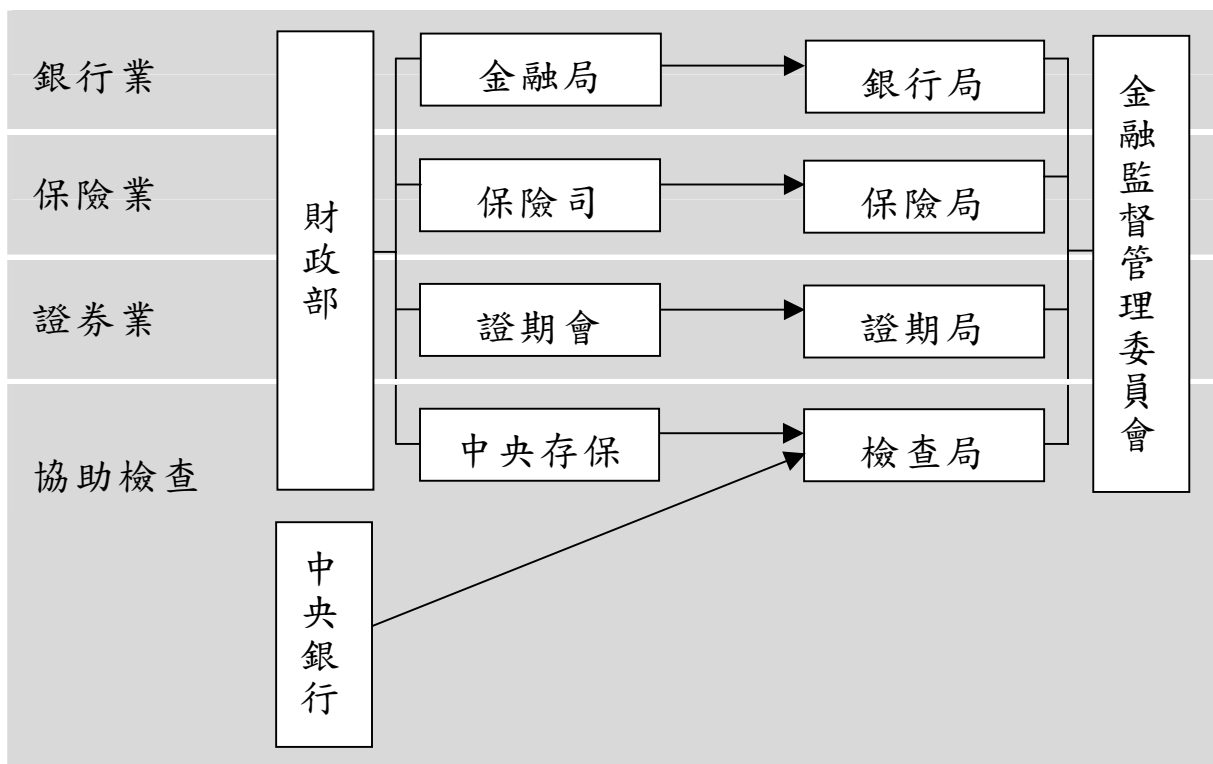 銀行業
財政部
金融局
銀行局
金融監督管理委員會
保險業
保險司
保險局
證券業
證期會
證期局
協助檢查
中央存保
檢查局
中央銀行